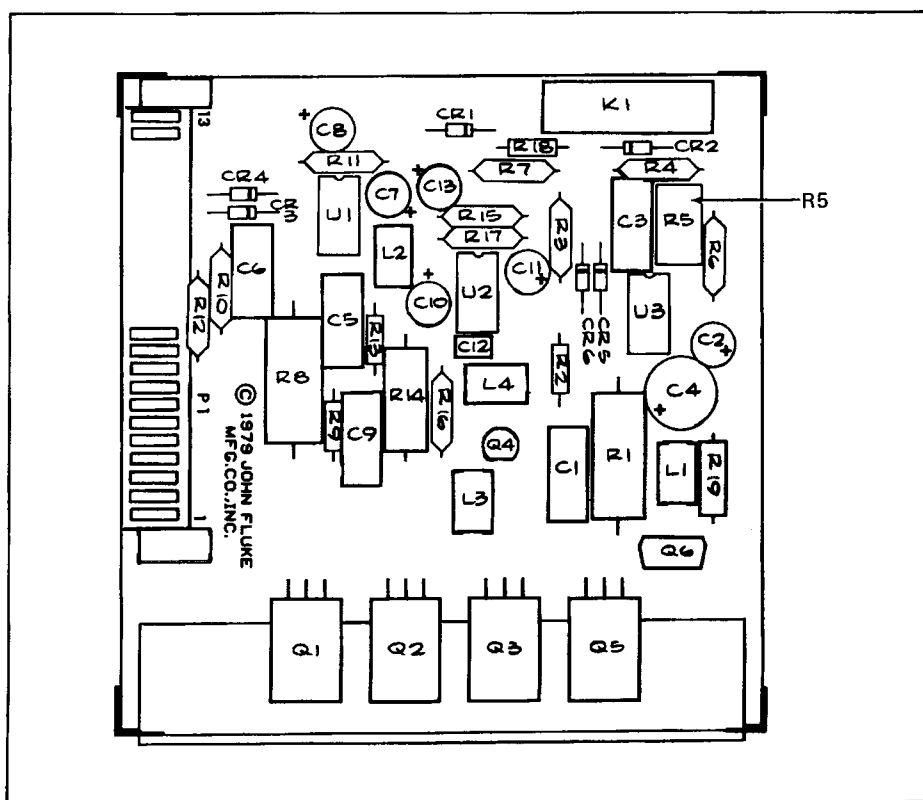 13
C8
CR1
K1
R11
R18
CR2
R7
R4
CR4
C7
C13
C3
R5
R5
CR3
U1
R15
R3
R6
R17
L2
C6
C11
U2
R10
C10
U3
R12
C5
CR6
CR5
C2
R13
C12
R8
R14
L4
R2
C4
P1
© 1979 JOHN FLUKE
MFG.CO.,INC.
R9
C9
R16
Q4
C1
R1
L1
R19
L3
1
Q6
Q1
Q2
Q3
Q5